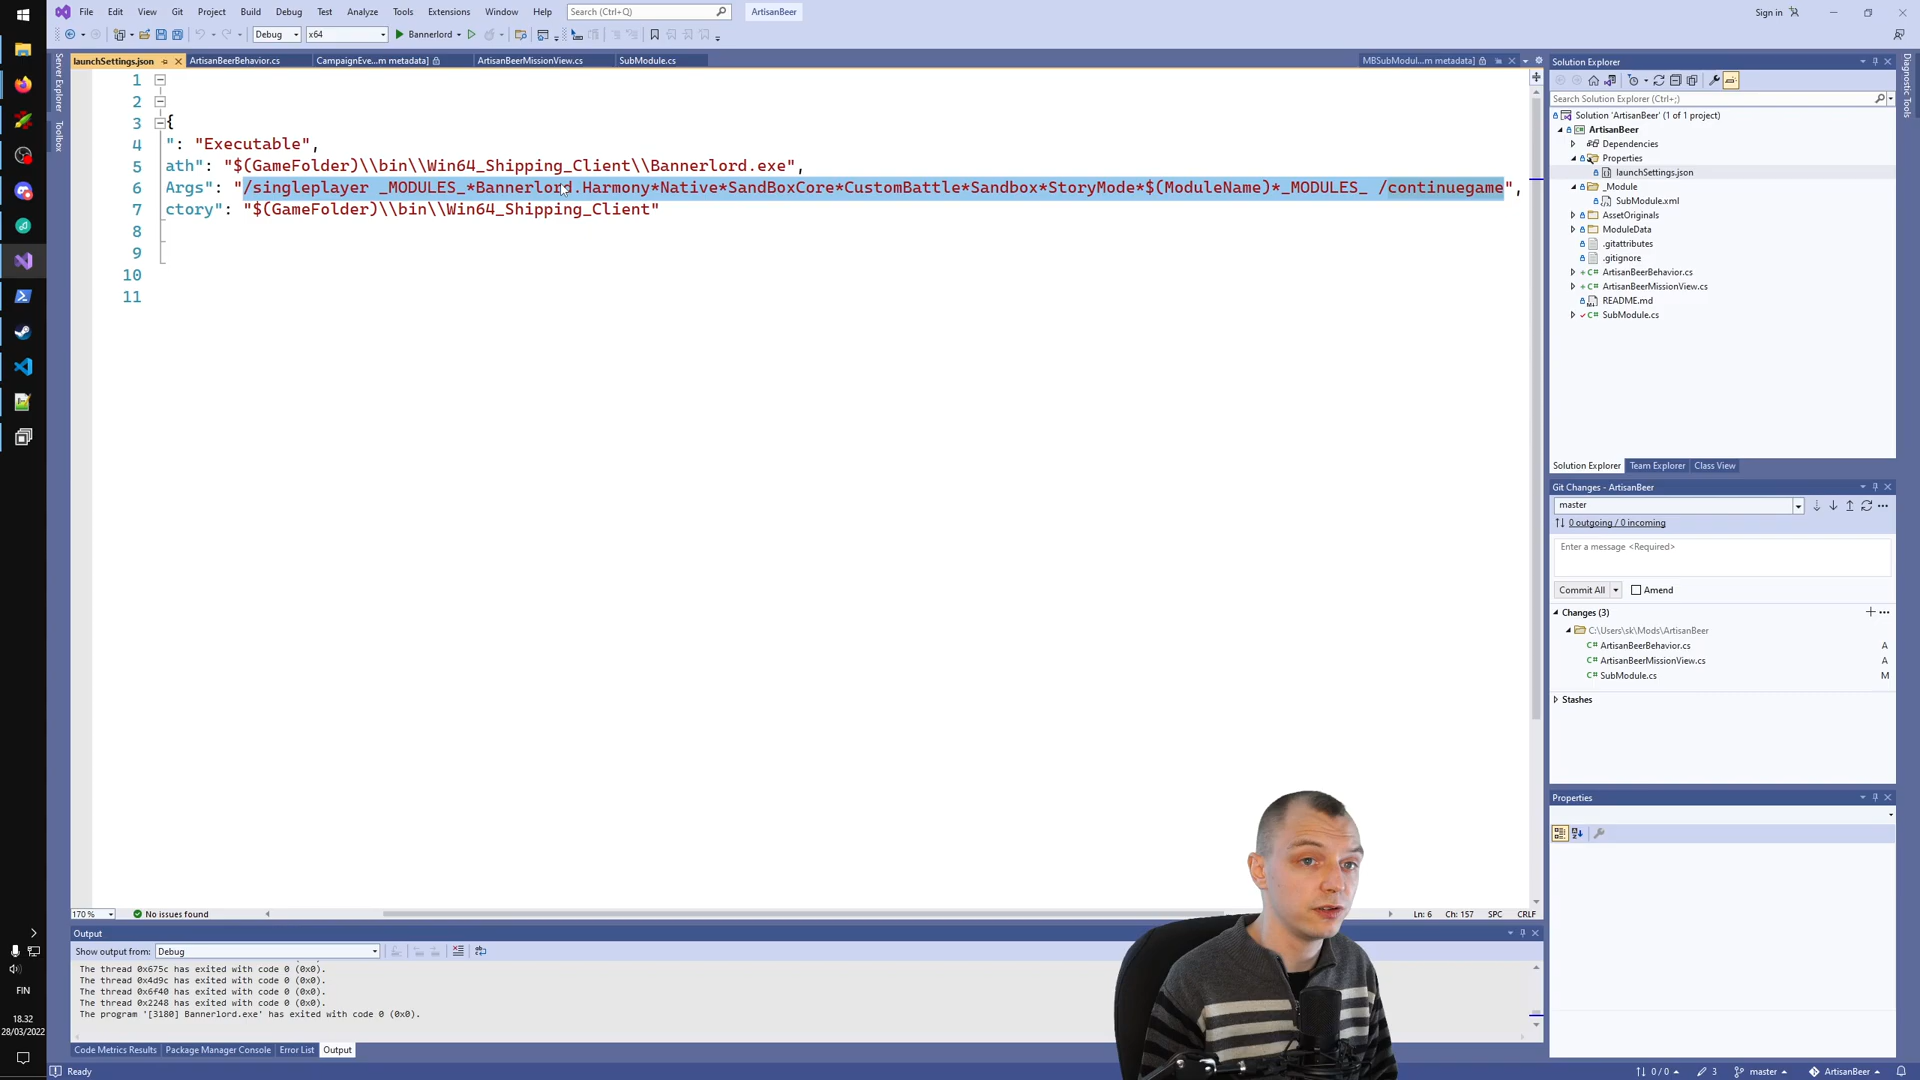 File Edit View Git Project Build Debug Test Analyze Tools Extensions Window Help Search (Ctrl+Q) ArtisanBeer Sign in
Debug x64 Bannerlord
launchSettings.json ArtisanBeerBehavior.cs CampaignEve...m metadata] ArtisanBeerMissionView.cs SubModule.cs MBSubModul...m metadata]
Server Explorer
Toolbox
Diagnostic Tools
1
2
3 {
4 ": "Executable",
5 ath": "$(GameFolder)\\bin\\Win64_Shipping_Client\\Bannerlord.exe",
6 Args": "/singleplayer _MODULES_*Bannerlord.Harmony*Native*SandBoxCore*CustomBattle*Sandbox*StoryMode*$(ModuleName)*_MODULES_ /continuegame",
7 ctory": "$(GameFolder)\\bin\\Win64_Shipping_Client"
8
9
10
11
170 % No issues found Ln: 6 Ch: 157 SPC CRLF
Output
Show output from: Debug
The thread 0x675c has exited with code 0 (0x0).
The thread 0x4d9c has exited with code 0 (0x0).
The thread 0x6f40 has exited with code 0 (0x0).
The thread 0x2248 has exited with code 0 (0x0).
The program '[3180] Bannerlord.exe' has exited with code 0 (0x0).
Code Metrics Results Package Manager Console Error List Output
Ready
Solution Explorer
Search Solution Explorer (Ctrl+;)
Solution 'ArtisanBeer' (1 of 1 project)
ArtisanBeer
Dependencies
Properties
launchSettings.json
_Module
SubModule.xml
AssetOriginals
ModuleData
.gitattributes
.gitignore
ArtisanBeerBehavior.cs
ArtisanBeerMissionView.cs
README.md
SubModule.cs
Solution Explorer Team Explorer Class View
Git Changes - ArtisanBeer
master
0 outgoing / 0 incoming
Enter a message <Required>
Commit All Amend
Changes (3)
C:\Users\sk\Mods\ArtisanBeer
ArtisanBeerBehavior.cs A
ArtisanBeerMissionView.cs A
SubModule.cs M
Stashes
Properties
0 / 0 3 master ArtisanBeer
FIN
18.32
28/03/2022